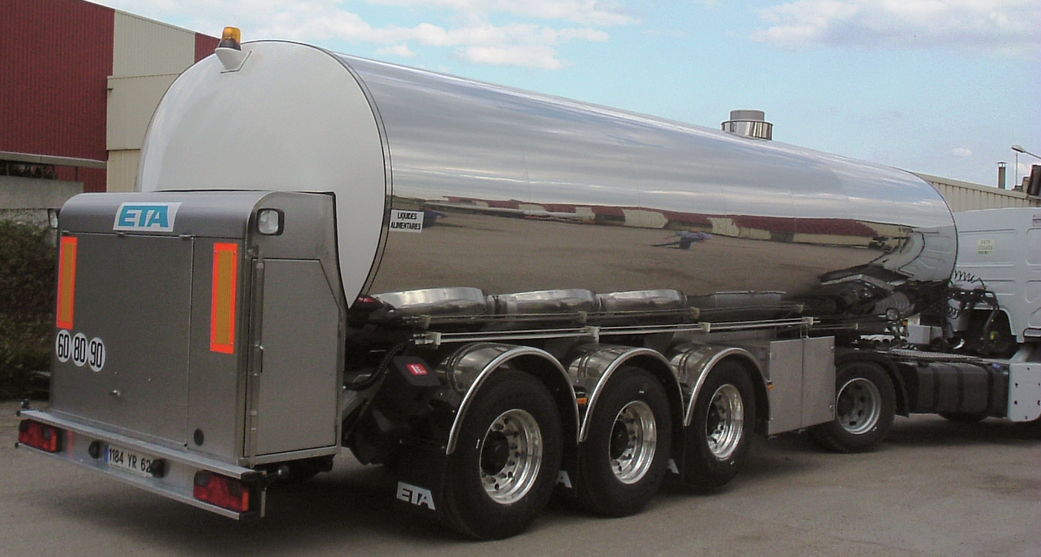 ETA
LIQUIDES
ALIMENTAIRES
60 80 90
1184 YR 62
ETA